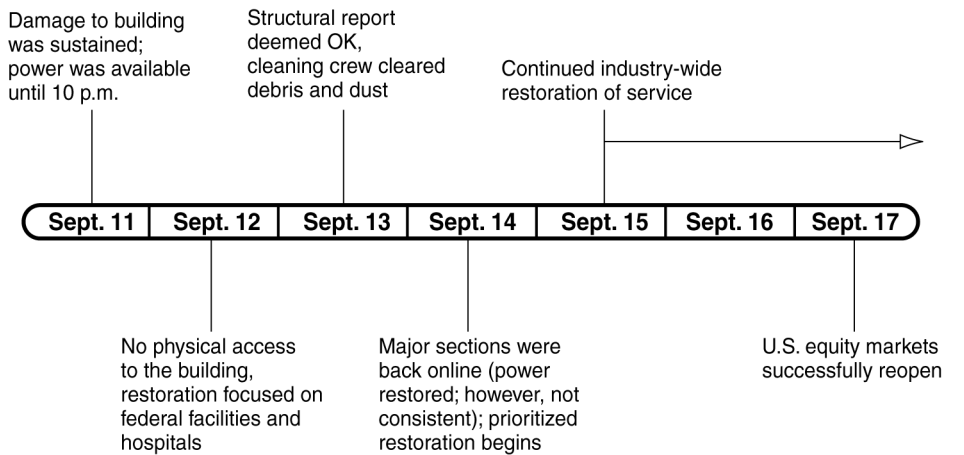 Damage to building
was sustained;
power was available
until 10 p.m.
Structural report
deemed OK,
cleaning crew cleared
debris and dust
Continued industry-wide
restoration of service
Sept. 11 Sept. 12 Sept. 13 Sept. 14 Sept. 15 Sept. 16 Sept. 17
No physical access
to the building,
restoration focused on
federal facilities and
hospitals
Major sections were
back online (power
restored; however, not
consistent); prioritized
restoration begins
U.S. equity markets
successfully reopen